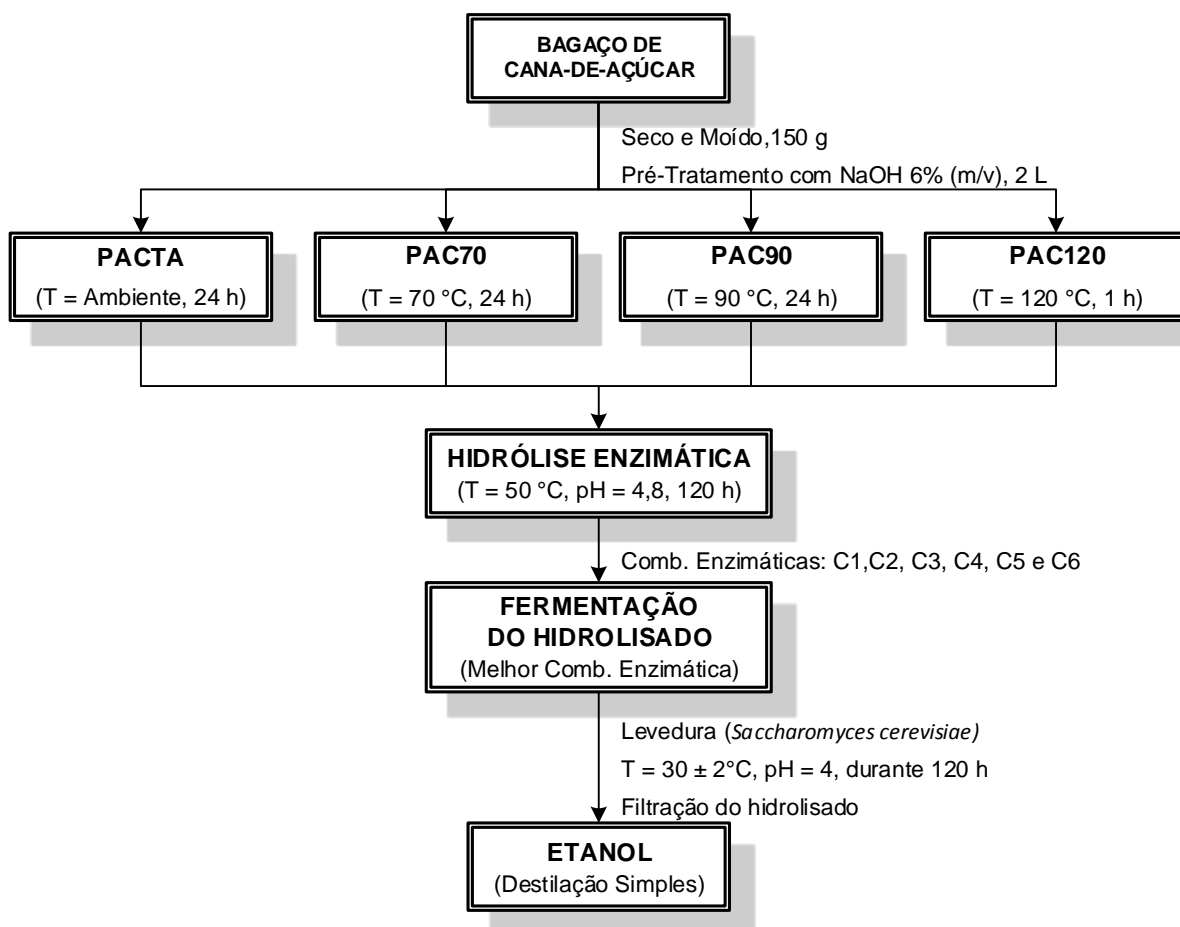 BAGAÇO DE
CANA-DE-AÇÚCAR
Seco e Moído,150 g
Pré-Tratamento com NaOH 6% (m/v), 2 L
PACTA
(T = Ambiente, 24 h)
PAC70
(T = 70 °C, 24 h)
PAC90
(T = 90 °C, 24 h)
PAC120
(T = 120 °C, 1 h)
HIDRÓLISE ENZIMÁTICA
(T = 50 °C, pH = 4,8, 120 h)
Comb. Enzimáticas: C1,C2, C3, C4, C5 e C6
FERMENTAÇÃO
DO HIDROLISADO
(Melhor Comb. Enzimática)
Levedura (Saccharomyces cerevisiae)
T = 30 ± 2°C, pH = 4, durante 120 h
Filtração do hidrolisado
ETANOL
(Destilação Simples)